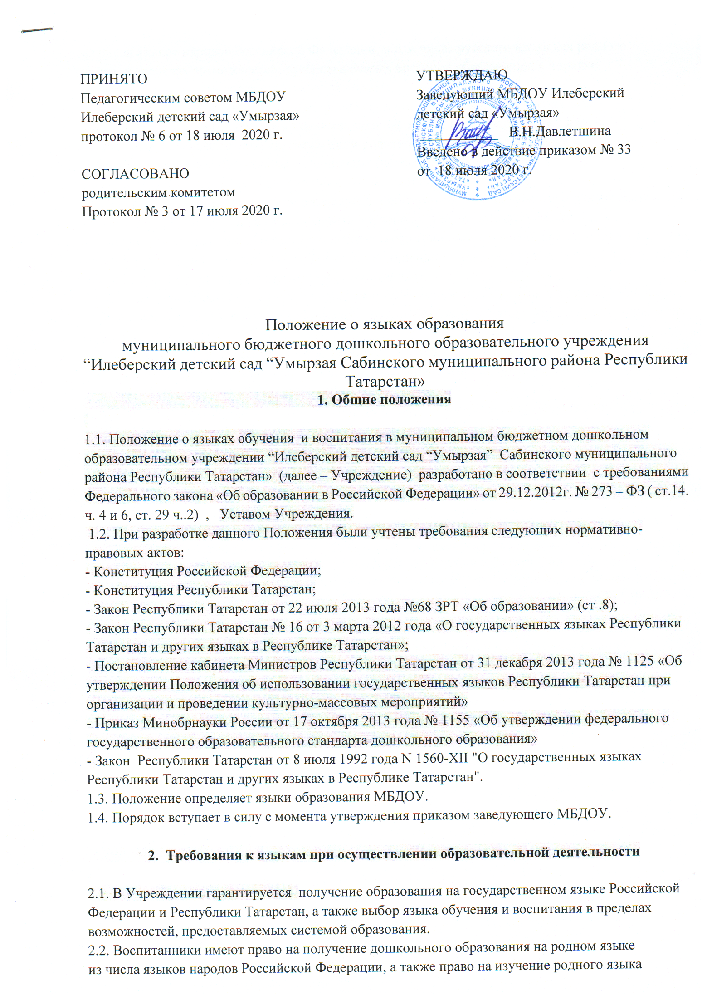 ПРИНЯТО
Педагогическим советом МБДОУ
Илеберский детский сад «Умырзая»
протокол № 6 от 18 июля  2020 г.
СОГЛАСОВАНО
родительским комитетом
Протокол № 3 от 17 июля 2020 г.
УТВЕРЖДАЮ
Заведующий МБДОУ Илеберский
детский сад «Умырзая»
___________ В.Н.Давлетшина
Введено в действие приказом № 33
от  18 июля 2020 г.
Положение о языках образования
муниципального бюджетного дошкольного образовательного учреждения
“Илеберский детский сад “Умырзая Сабинского муниципального района Республики
Татарстан»
1. Общие положения
1.1. Положение о языках обучения  и воспитания в муниципальном бюджетном дошкольном
образовательном учреждении “Илеберский детский сад “Умырзая”  Сабинского муниципального
района Республики Татарстан»  (далее – Учреждение)  разработано в соответствии  с требованиями
Федерального закона «Об образовании в Российской Федерации» от 29.12.2012г. № 273 – ФЗ ( ст.14.
ч. 4 и 6, ст. 29 ч..2)  ,   Уставом Учреждения.
1.2. При разработке данного Положения были учтены требования следующих нормативно-
правовых актов:
- Конституция Российской Федерации;
- Конституция Республики Татарстан;
- Закон Республики Татарстан от 22 июля 2013 года №68 ЗРТ «Об образовании» (ст .8);
- Закон Республики Татарстан № 16 от 3 марта 2012 года «О государственных языках Республики
Татарстан и других языках в Республике Татарстан»;
- Постановление кабинета Министров Республики Татарстан от 31 декабря 2013 года № 1125 «Об
утверждении Положения об использовании государственных языков Республики Татарстан при
организации и проведении культурно-массовых мероприятий»
- Приказ Минобрнауки России от 17 октября 2013 года № 1155 «Об утверждении федерального
государственного образовательного стандарта дошкольного образования»
- Закон  Республики Татарстан от 8 июля 1992 года N 1560-XII "О государственных языках
Республики Татарстан и других языках в Республике Татарстан".
1.3. Положение определяет языки образования МБДОУ.
1.4. Порядок вступает в силу с момента утверждения приказом заведующего МБДОУ.
2.  Требования к языкам при осуществлении образовательной деятельности
2.1. В Учреждении гарантируется  получение образования на государственном языке Российской
Федерации и Республики Татарстан, а также выбор языка обучения и воспитания в пределах
возможностей, предоставляемых системой образования.
2.2. Воспитанники имеют право на получение дошкольного образования на родном языке
из числа языков народов Российской Федерации, а также право на изучение родного языка